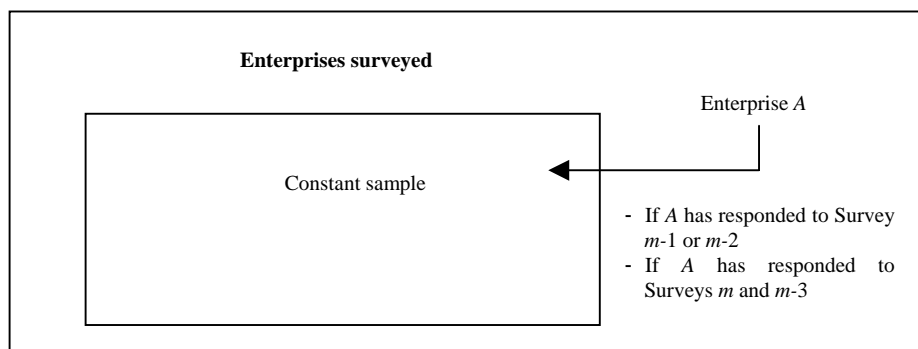 Enterprises surveyed
Enterprise A
Constant sample
- If A has responded to Survey
m-1 or m-2
- If A has responded to
Surveys m and m-3